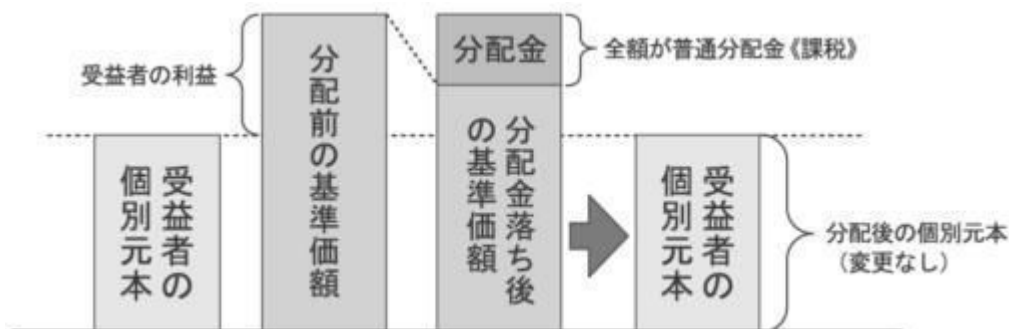 受益者の利益
受益者の
個別元本
分配前の基準価額
分配金
全額が普通分配金《課税》
分配金落ち後
の基準価額
受益者の
個別元本
分配後の個別元本
(変更なし)